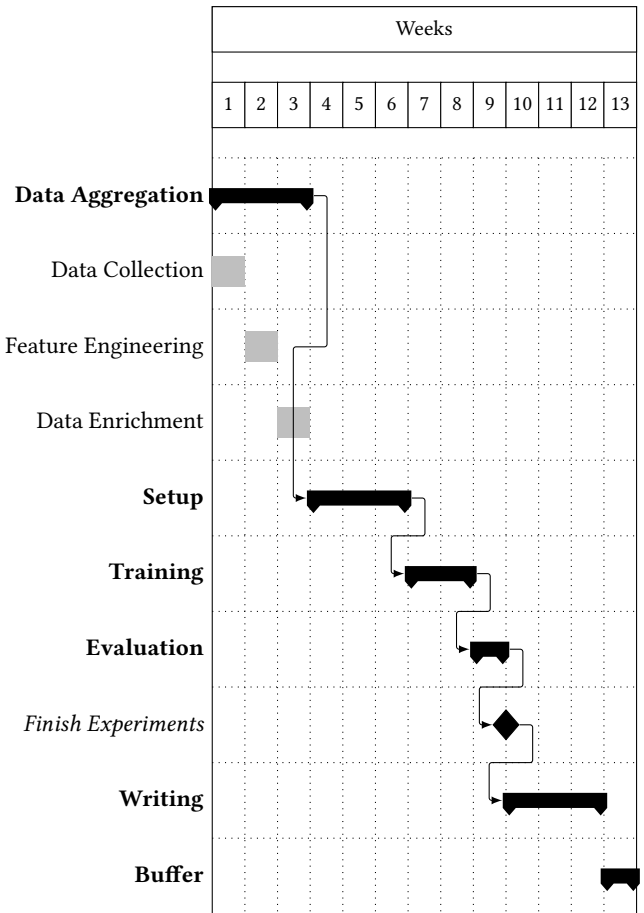 Weeks
1 2 3 4 5 6 7 8 9 10 11 12 13
Data Aggregation
Data Collection
Feature Engineering
Data Enrichment
Setup
Training
Evaluation
Finish Experiments
Writing
Buffer